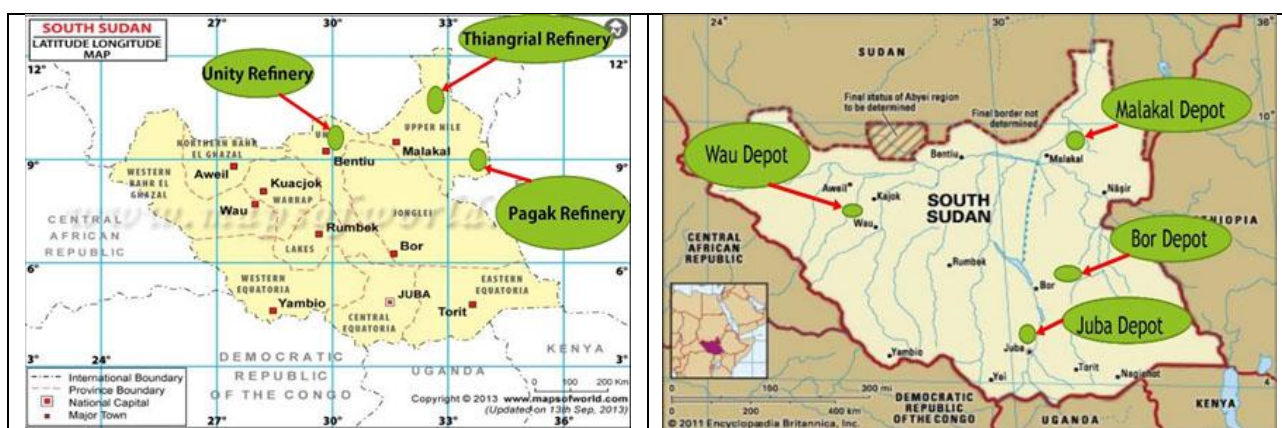 SOUTH SUDAN
LATITUDE LONGITUDE
MAP
27°
30°
33°
Thiangrial Refinery
Unity Refinery
12°
12°
UPPER NILE
NORTHERN BAHR
EL GHAZAL
Malakal
Bentiu
9°
9°
WESTERN
BAHR EL
GHAZAL
Aweil
Kuacjok
WARRAP
Wau
JONGLEI
Pagak Refinery
CENTRAL
AFRICAN
REPUBLIC
Rumbek
LAKES
Bor
6°
6°
WESTERN
EQUATORIA
EASTERN
EQUATORIA
JUBA
Yambio
CENTRAL
EQUATORIA
Torit
3°
24°
DEMOCRATIC
REPUBLIC
OF THE CONGO
UGANDA
KENYA
3°
International Boundary
Province Boundary
National Capital
Major Town
0 100 200 Km
Copyright © 2013 www.mapsofworld.com
(Updated on 13th Sep, 2013)
27°
30°
33°
30°
36°
SUDAN
Final status of Abyei region
to be determined
Final border not
determined
Malakal Depot
10°
10°
Wau Depot
Bentiu
Malakal
Aweil
Kajok
SOUTH
SUDAN
Nāṣir
Wau
ETHIOPIA
CENTRAL
AFRICAN
REPUBLIC
Bor Depot
Rumbek
Bor
Juba Depot
Juba
Yambio
Yei
Torit
Nagichot
4°
0 100 200 300 mi
0 200 400 km
DEMOCRATIC
REPUBLIC
OF THE CONGO
UGANDA
KENYA
© 2011 Encyclopædia Britannica, Inc.